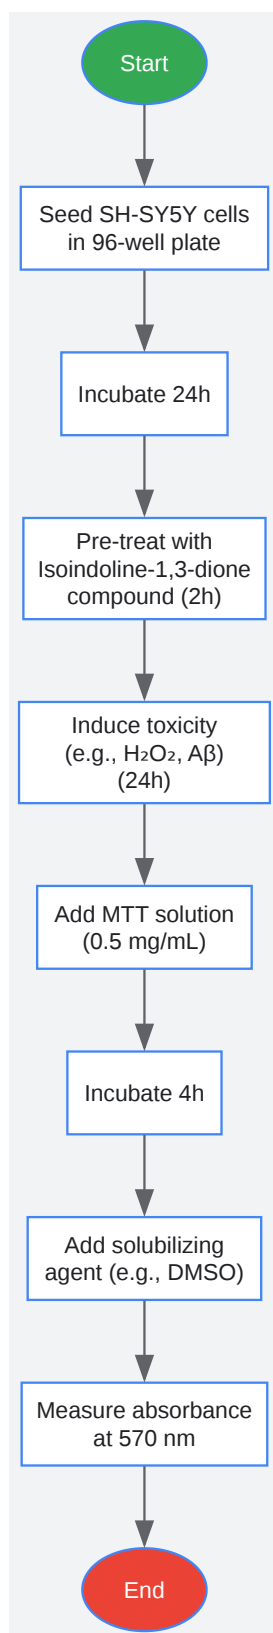 Start
Seed SH-SY5Y cells
in 96-well plate
Incubate 24h
Pre-treat with
Isoindoline-1,3-dione
compound (2h)
Induce toxicity
(e.g., H₂O₂, Aβ)
(24h)
Add MTT solution
(0.5 mg/mL)
Incubate 4h
Add solubilizing
agent (e.g., DMSO)
Measure absorbance
at 570 nm
End